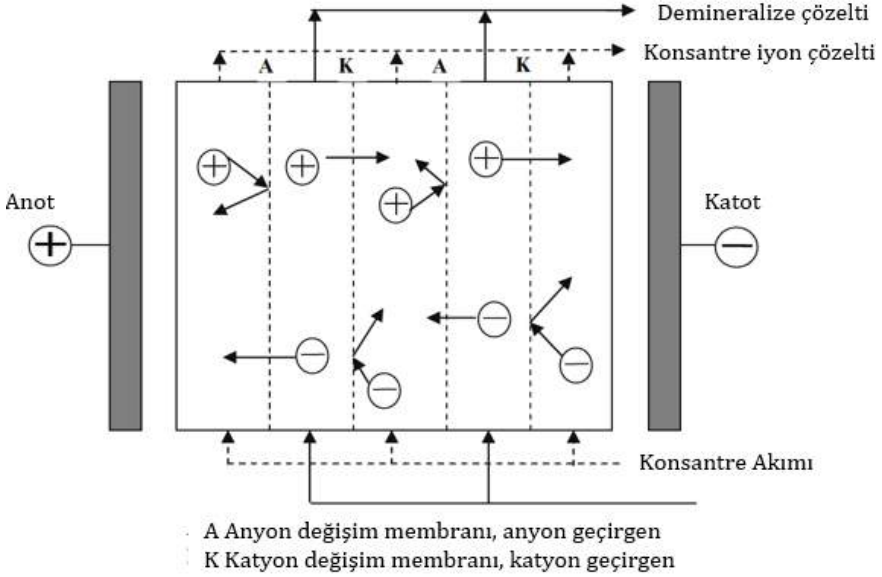 Demineralize çözelti
Konsantre iyon çözelti
A K A K
Anot
Katot
Konsantre Akımı
A Anyon değişim membranı, anyon geçirgen
K Katyon değişim membranı, katyon geçirgen